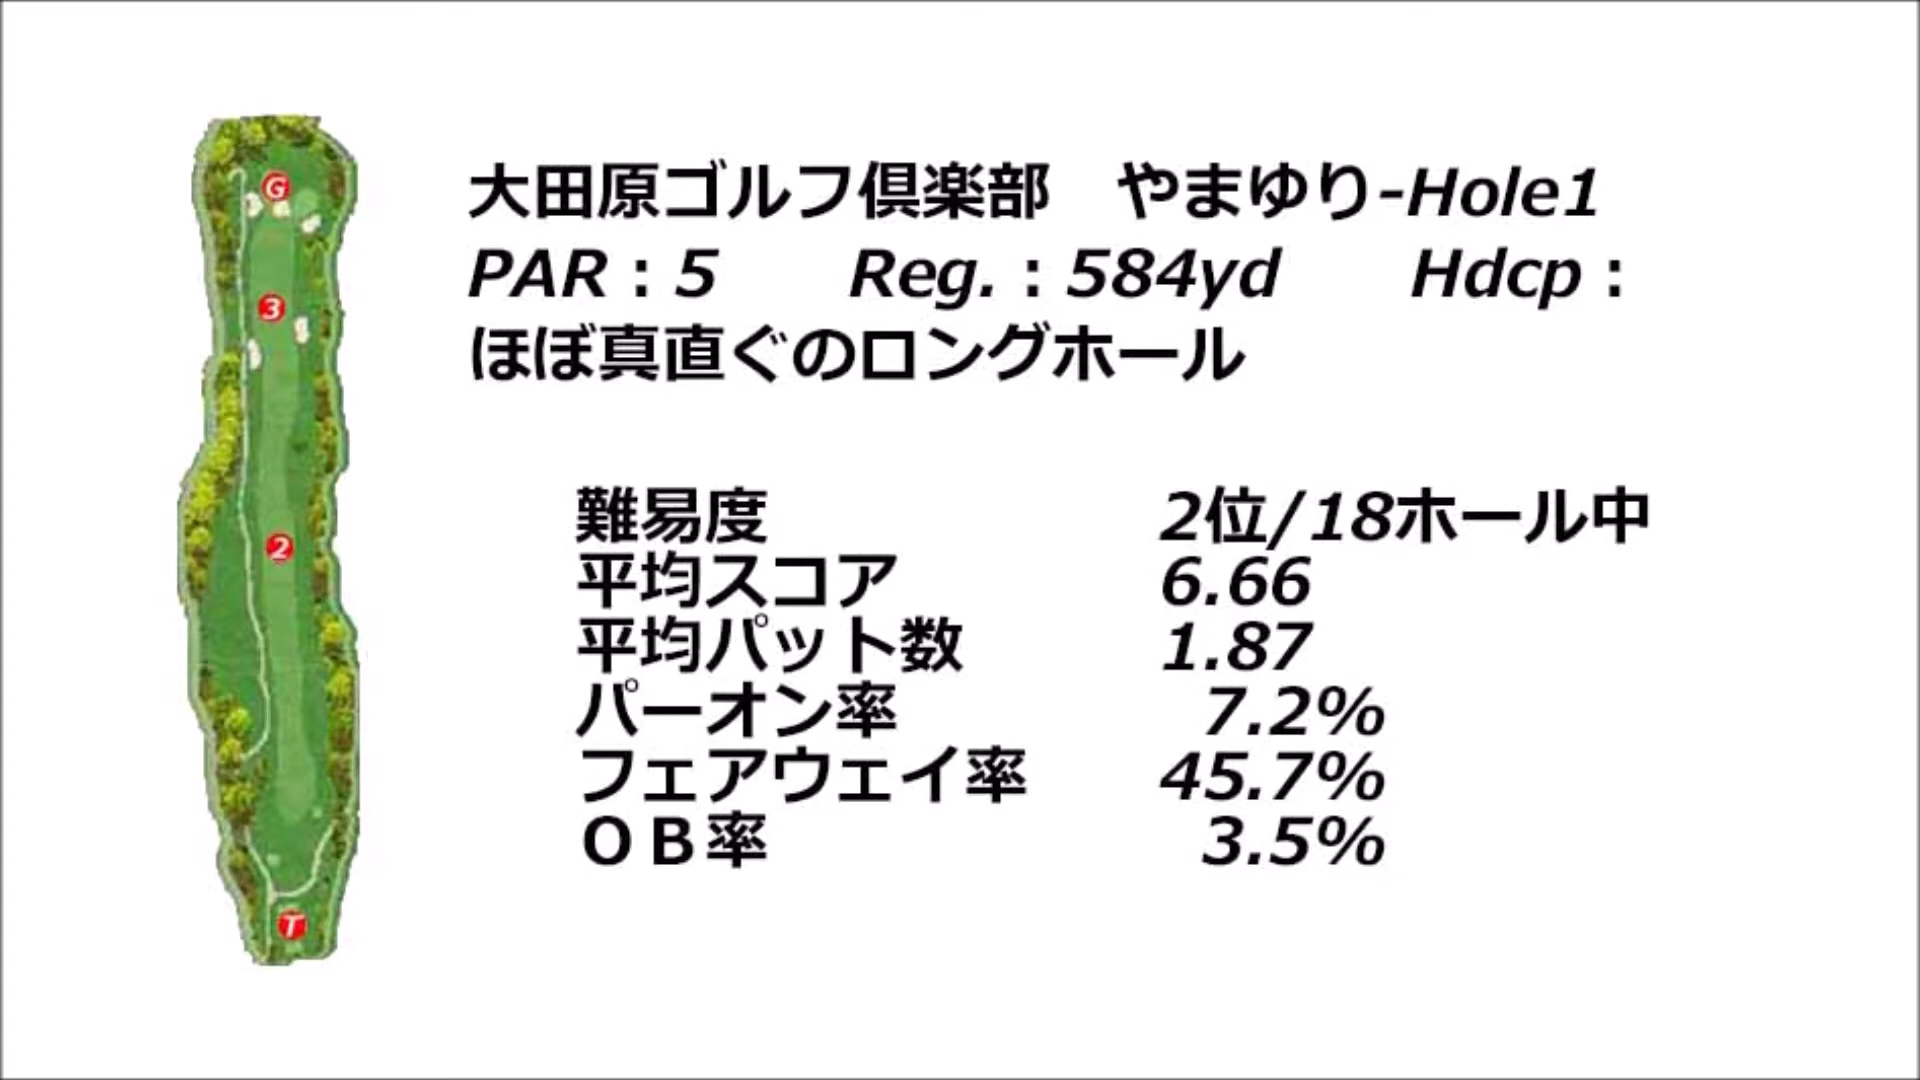 大田原ゴルフ倶楽部　やまゆり-Hole1
PAR：5　Reg.：584yd　Hdcp：
ほぼ真直ぐのロングホール
難易度　2位/18ホール中
平均スコア　6.66
平均パット数　1.87
パーオン率　7.2%
フェアウェイ率　45.7%
ＯＢ率　3.5%
G
3
2
T